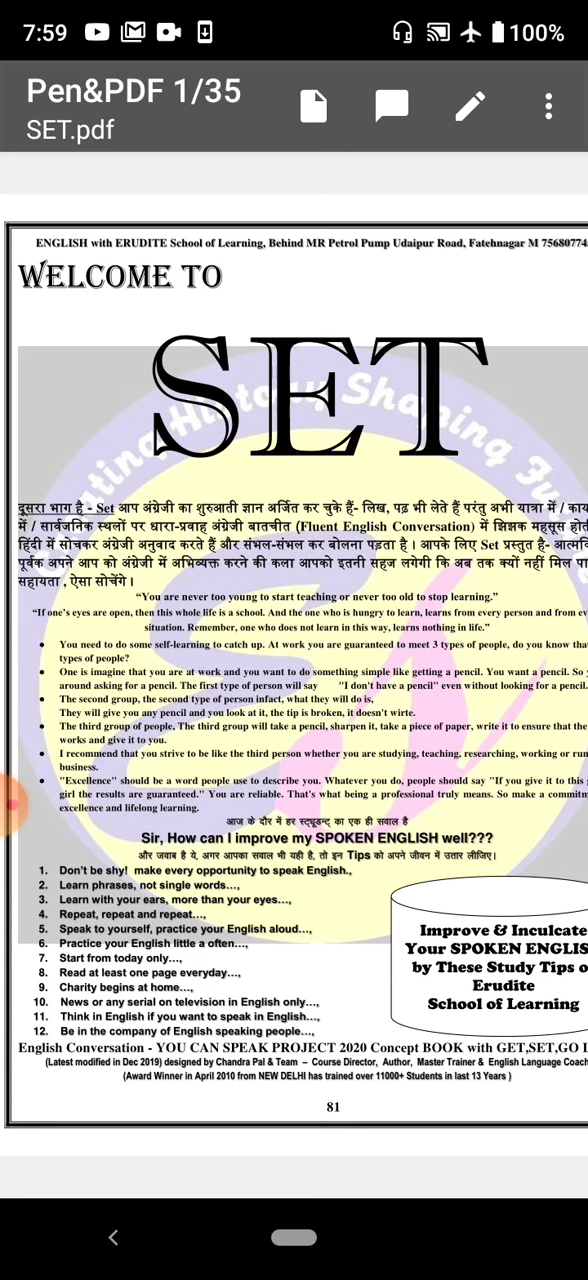 7:59
100%
Pen&PDF 1/35
SET.pdf
ENGLISH with ERUDITE School of Learning, Behind MR Petrol Pump Udaipur Road, Fatehnagar M 7568077
WELCOME TO
SET
दूसरा भाग है - Set आप अंग्रेजी का शुरुआती ज्ञान अर्जित कर चुके हैं- लिख, पढ़ भी लेते हैं परंतु अभी यात्रा में / काय
में / सार्वजनिक स्थलों पर धारा-प्रवाह अंग्रेजी बातचीत (Fluent English Conversation) में झिझक महसूस होत
हिंदी में सोचकर अंग्रेजी अनुवाद करते हैं और संभल-संभल कर बोलना पड़ता है । आपके लिए Set प्रस्तुत है- आत्मवि
पूर्वक अपने आप को अंग्रेजी में अभिव्यक्त करने की कला आपको इतनी सहज लगेगी कि अब तक क्यों नहीं मिल पा
सहायता , ऐसा सोचेंगे ।
“You are never too young to start teaching or never too old to stop learning.”
“If one’s eyes are open, then this whole life is a school. And the one who is hungry to learn, learns from every person and from ev
situation. Remember, one who does not learn in this way, learns nothing in life.”
● You need to do some self-learning to catch up. At work you are guaranteed to meet 3 types of people, do you know tha
types of people?
● One is imagine that you are at work and you want to do something simple like getting a pencil. You want a pencil. So
around asking for a pencil. The first type of person will say "I don't have a pencil" even without looking for a pencil.
● The second group, the second type of person infact, what they will do is,
They will give you any pencil and you look at it, the tip is broken, it doesn't wirte.
● The third group of people, The third group will take a pencil, sharpen it, take a piece of paper, write it to ensure that the
works and give it to you.
● I recommend that you strive to be like the third person whether you are studying, teaching, researching, working or run
business.
● "Excellence" should be a word people use to describe you. Whatever you do, people should say "If you give it to this
girl the results are guaranteed." You are reliable. That's what being a professional truly means. So make a commitm
excellence and lifelong learning.
आज के दौर में हर स्ट्यूडन्ट का एक ही सवाल है
Sir, How can I improve my SPOKEN ENGLISH well???
और जवाब है ये, अगर आपका सवाल भी यही है, तो इन Tips को अपने जीवन में उतार लीजिए।
1. Don’t be shy! make every opportunity to speak English.,
2. Learn phrases, not single words…,
3. Learn with your ears, more than your eyes…,
4. Repeat, repeat and repeat…,
5. Speak to yourself, practice your English aloud…,
6. Practice your English little a often…,
7. Start from today only…,
8. Read at least one page everyday…,
9. Charity begins at home…,
10. News or any serial on television in English only…,
11. Think in English if you want to speak in English…,
12. Be in the company of English speaking people…,
Improve & Inculcate
Your SPOKEN ENGLIS
by These Study Tips o
Erudite
School of Learning
English Conversation - YOU CAN SPEAK PROJECT 2020 Concept BOOK with GET,SET,GO
(Latest modified in Dec 2019) designed by Chandra Pal & Team – Course Director, Author, Master Trainer & English Language Coach
(Award Winner in April 2010 from NEW DELHI has trained over 11000+ Students in last 13 Years )
81